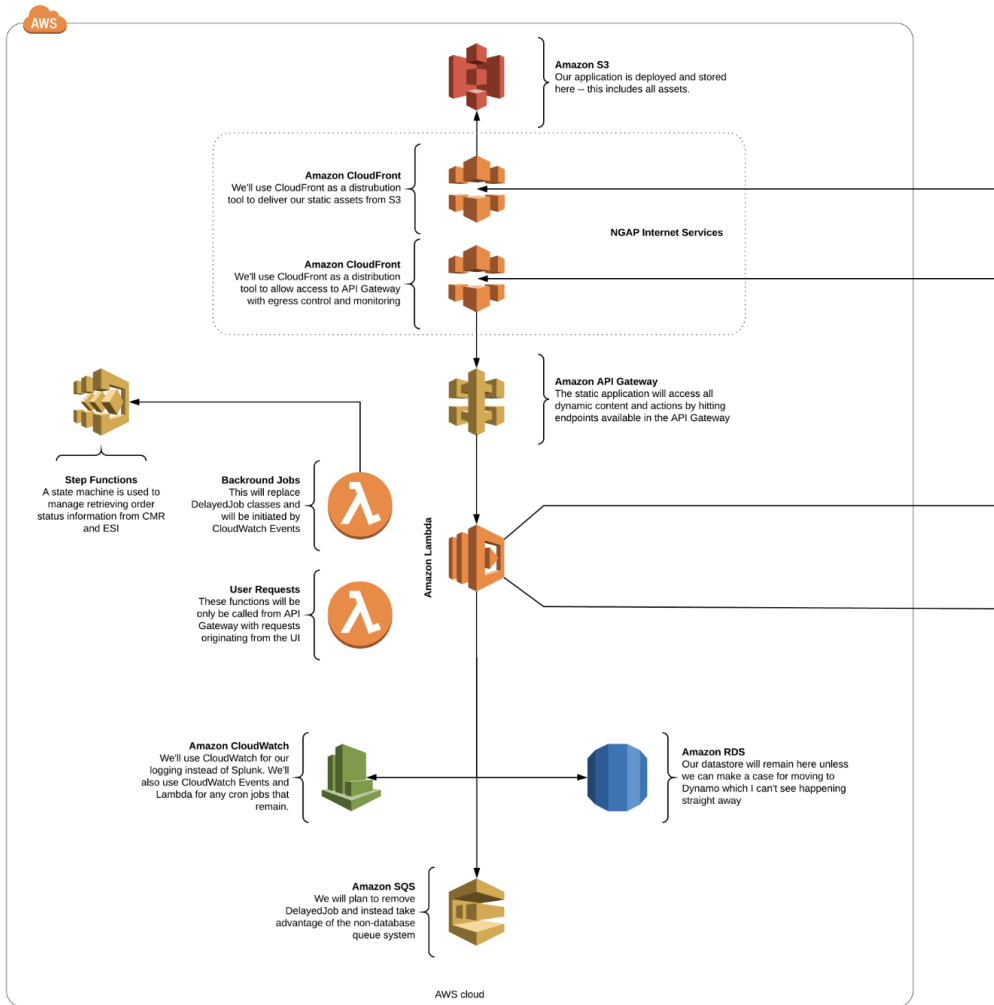 AWS
Amazon S3
Our application is deployed and stored
here -- this includes all assets.
Amazon CloudFront
We'll use CloudFront as a distrubution
tool to deliver our static assets from S3
NGAP Internet Services
Amazon CloudFront
We'll use CloudFront as a distribution
tool to allow access to API Gateway
with egress control and monitoring
Amazon API Gateway
The static application will access all
dynamic content and actions by hitting
endpoints available in the API Gateway
Step Functions
A state machine is used to
manage retrieving order
status information from CMR
and ESI
Backround Jobs
This will replace
DelayedJob classes and
will be initiated by
CloudWatch Events
Amazon Lambda
User Requests
These functions will be
only be called from API
Gateway with requests
originating from the UI
Amazon CloudWatch
We'll use CloudWatch for our
logging instead of Splunk. We'll
also use CloudWatch Events and
Lambda for any cron jobs that
remain.
Amazon RDS
Our datastore will remain here unless
we can make a case for moving to
Dynamo which I can't see happening
straight away
Amazon SQS
We will plan to remove
DelayedJob and instead take
advantage of the non-database
queue system
AWS cloud